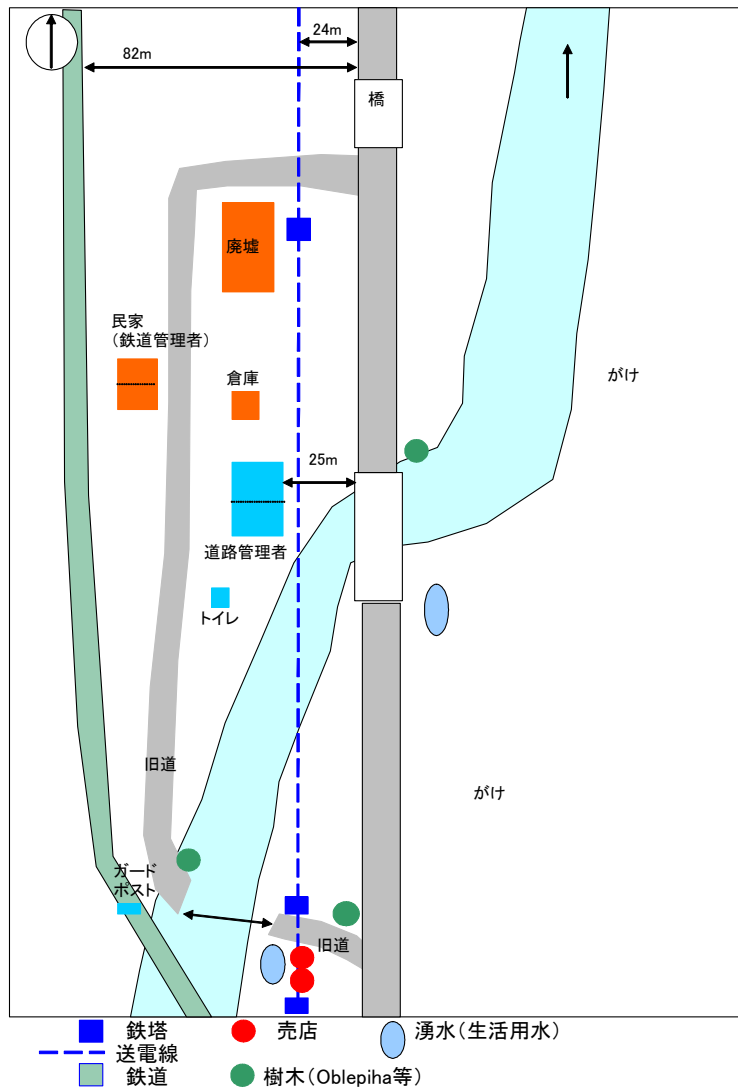 24m
82m
橋
廃墟
民家
(鉄道管理者)
がけ
倉庫
25m
道路管理者
トイレ
旧道
がけ
ガード
ポスト
旧道
鉄塔
売店
湧水(生活用水)
送電線
鉄道
樹木(Oblepiha等)